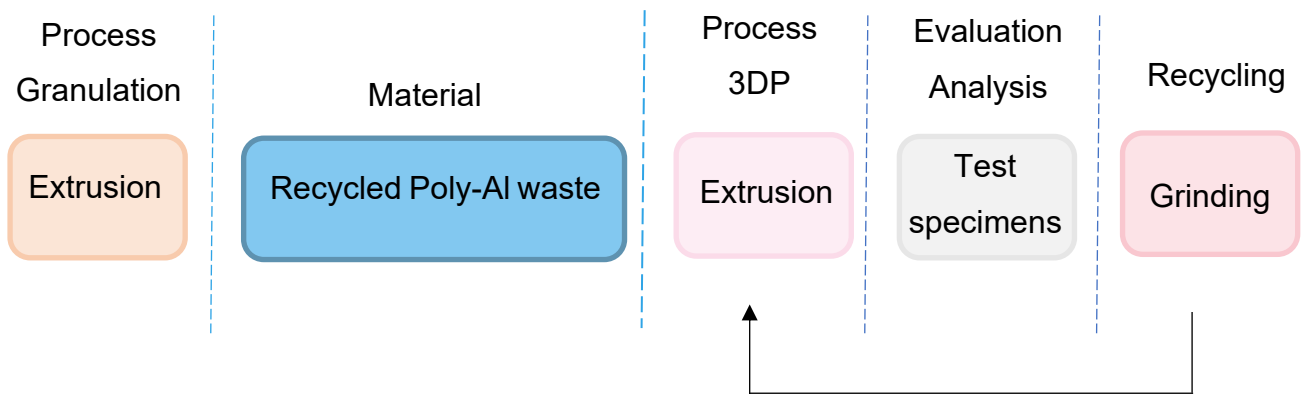 Process
Granulation
Extrusion
Material
Recycled Poly-Al waste
Process
3DP
Extrusion
Evaluation
Analysis
Test
specimens
Recycling
Grinding